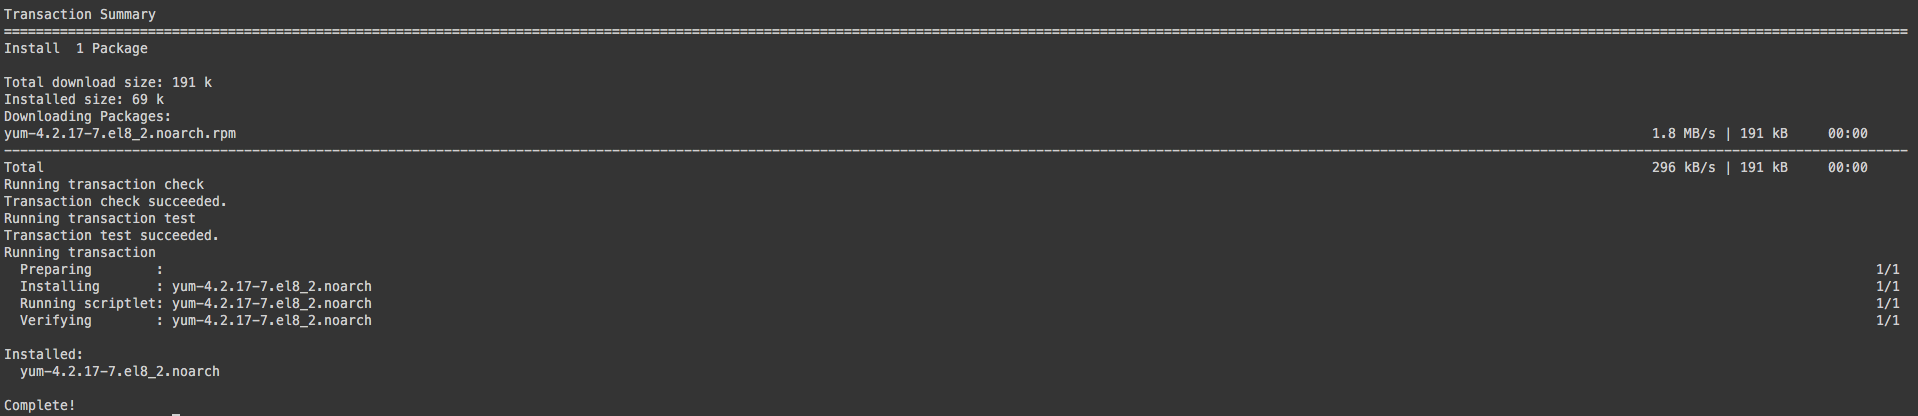 Transaction Summary
================================================================================
Install  1 Package
Total download size: 191 k
Installed size: 69 k
Downloading Packages:
yum-4.2.17-7.el8_2.noarch.rpm 1.8 MB/s | 191 kB 00:00
--------------------------------------------------------------------------------
Total 296 kB/s | 191 kB 00:00
Running transaction check
Transaction check succeeded.
Running transaction test
Transaction test succeeded.
Running transaction
  Preparing        : 1/1
  Installing       : yum-4.2.17-7.el8_2.noarch 1/1
  Running scriptlet: yum-4.2.17-7.el8_2.noarch 1/1
  Verifying        : yum-4.2.17-7.el8_2.noarch 1/1
Installed:
  yum-4.2.17-7.el8_2.noarch
Complete!